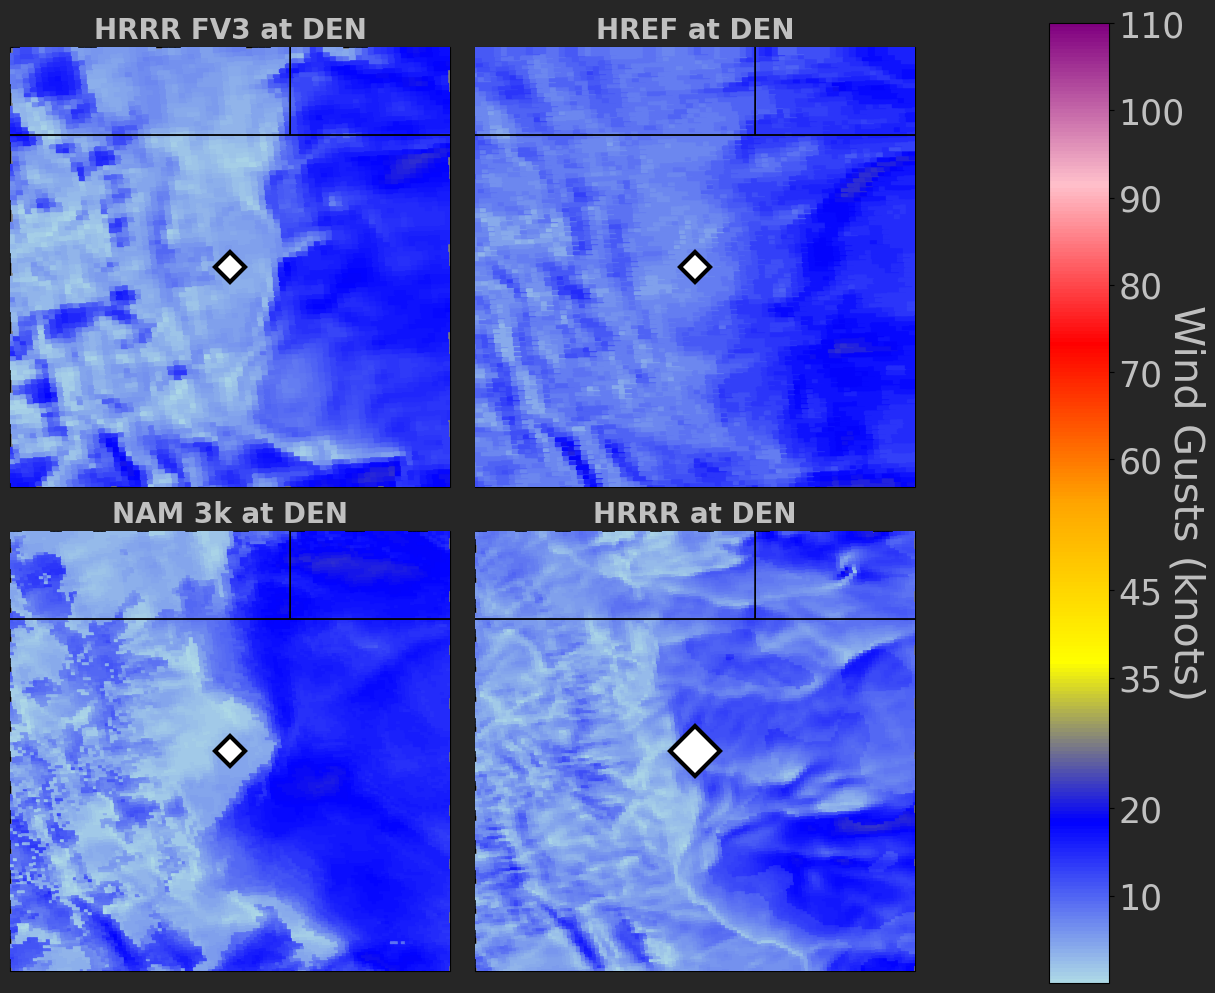 HRRR FV3 at DEN
HREF at DEN
NAM 3k at DEN
HRRR at DEN
110
100
90
80
70
60
45
35
20
10
Wind Gusts (knots)